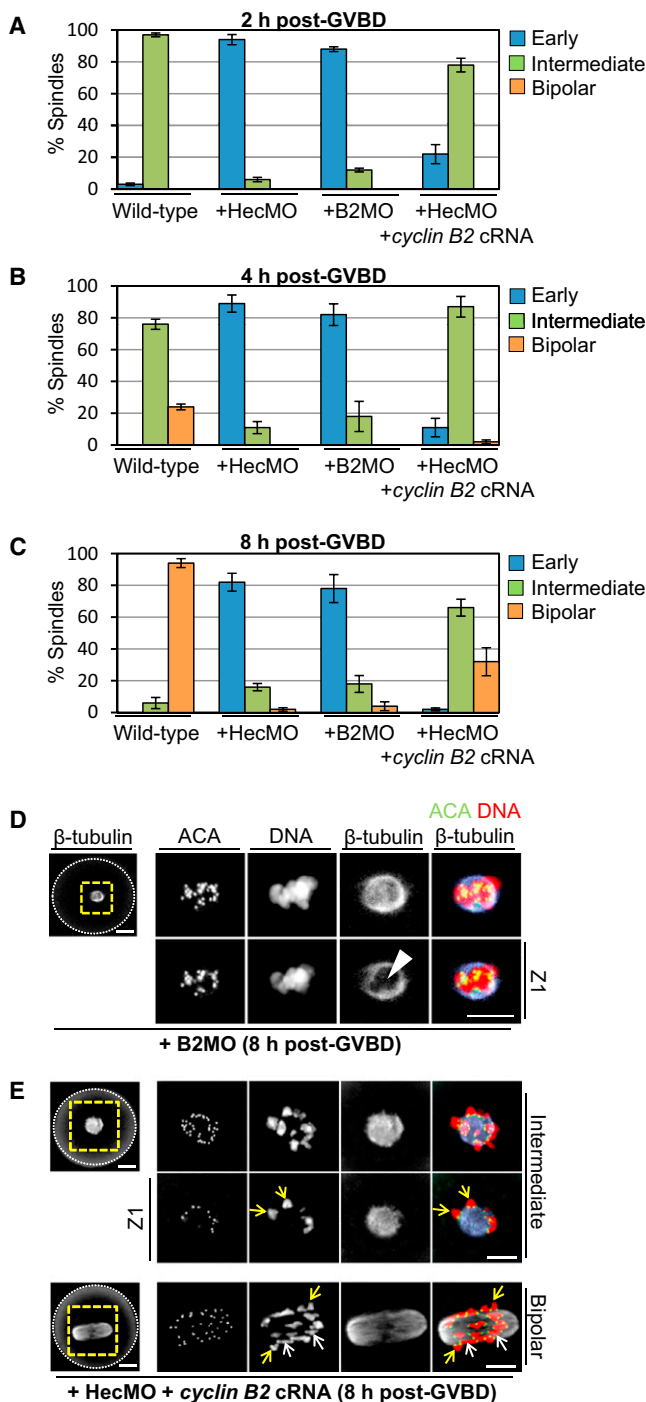 A
2 h post-GVBD
% Spindles
100
80
60
40
20
0
Early
Intermediate
Bipolar
Wild-type +HecMO +B2MO +HecMO
+cyclin B2 cRNA
B
4 h post-GVBD
% Spindles
100
80
60
40
20
0
Early
Intermediate
Bipolar
Wild-type +HecMO +B2MO +HecMO
+cyclin B2 cRNA
C
8 h post-GVBD
% Spindles
100
80
60
40
20
0
Early
Intermediate
Bipolar
Wild-type +HecMO +B2MO +HecMO
+cyclin B2 cRNA
D
ACA DNA
β-tubulin ACA DNA β-tubulin β-tubulin
Z1
+ B2MO (8 h post-GVBD)
E
Intermediate
Z1
Bipolar
+ HecMO + cyclin B2 cRNA (8 h post-GVBD)